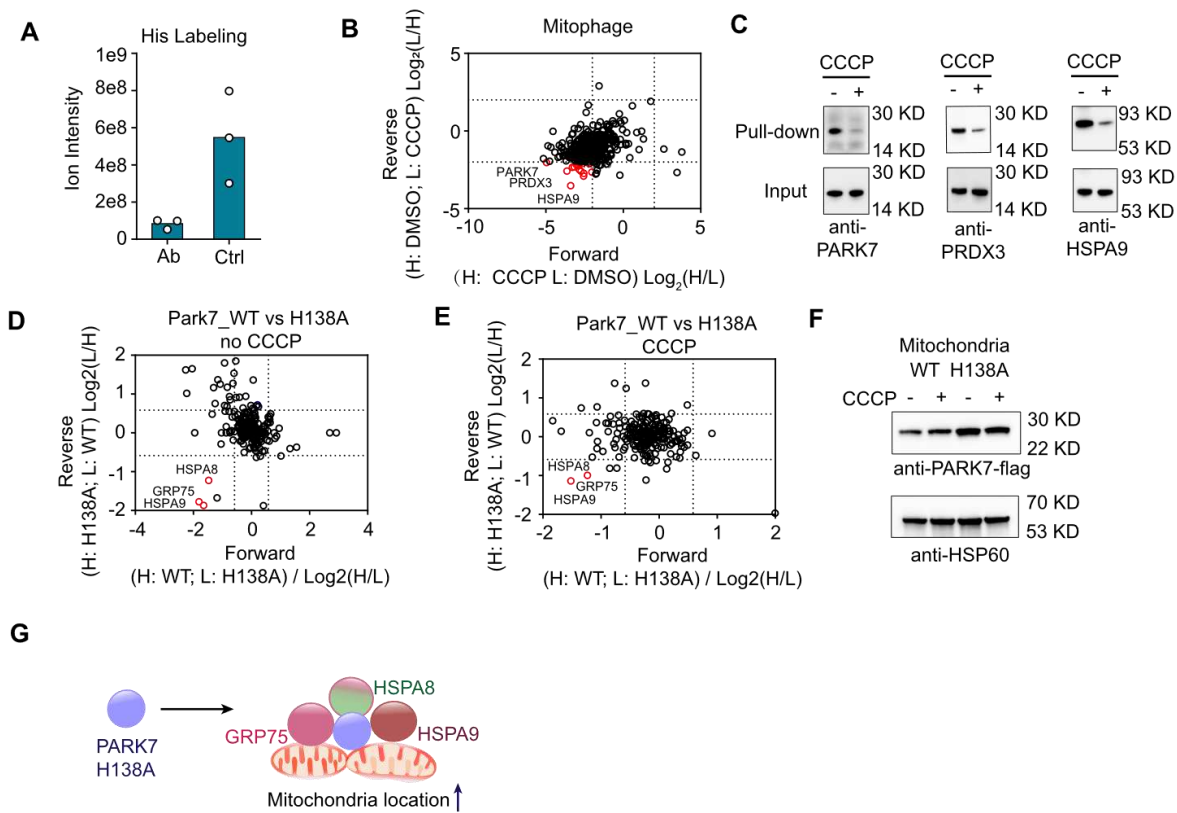 A
His Labeling
Ion Intensity
1e9
8e8
6e8
4e8
2e8
0
Ab
Ctrl
B
Mitophage
Reverse
(H: DMSO; L: CCCP) Log₂(L/H)
5
0
-5
PARK7
PRDX3
HSPA9
-10
-5
0
5
Forward
(H: CCCP L: DMSO) Log₂(H/L)
C
CCCP
- +
30 KD
14 KD
CCCP
- +
30 KD
14 KD
CCCP
- +
93 KD
53 KD
Pull-down
Input
30 KD
14 KD
30 KD
14 KD
93 KD
53 KD
anti-
PARK7
anti-
PRDX3
anti-
HSPA9
D
Park7_WT vs H138A
no CCCP
Reverse
(H: H138A; L: WT) Log2(L/H)
2
1
0
-1
-2
HSPA8
GRP75
HSPA9
-4
-2
0
2
4
Forward
(H: WT; L: H138A) / Log2(H/L)
E
Park7_WT vs H138A
CCCP
Reverse
(H: H138A; L: WT) Log2(L/H)
2
1
0
-1
-2
HSPA8
GRP75
HSPA9
-2
-1
0
1
2
Forward
(H: WT; L: H138A) / Log2(H/L)
F
Mitochondria
WT H138A
CCCP - + - +
30 KD
22 KD
anti-PARK7-flag
70 KD
53 KD
anti-HSP60
G
PARK7
H138A
HSPA8
GRP75
HSPA9
Mitochondria location